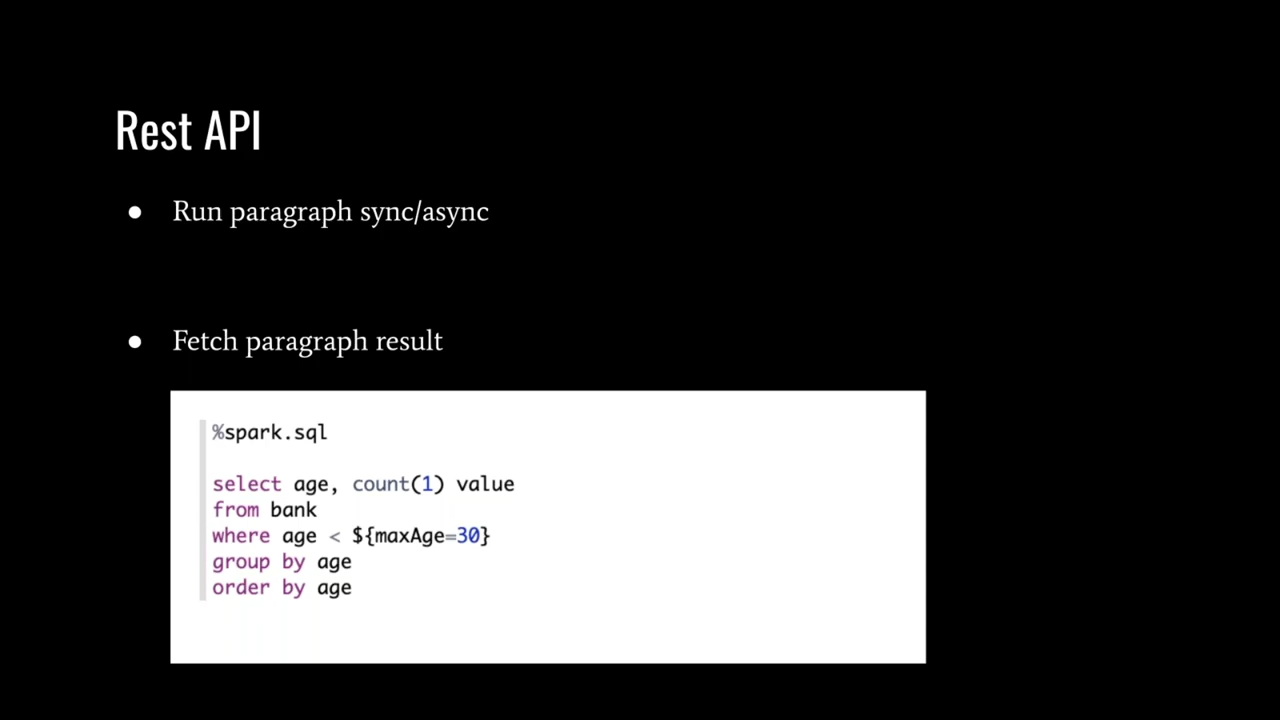 Rest API
● Run paragraph sync/async
● Fetch paragraph result
%spark.sql
select age, count(1) value
from bank
where age < ${maxAge=30}
group by age
order by age